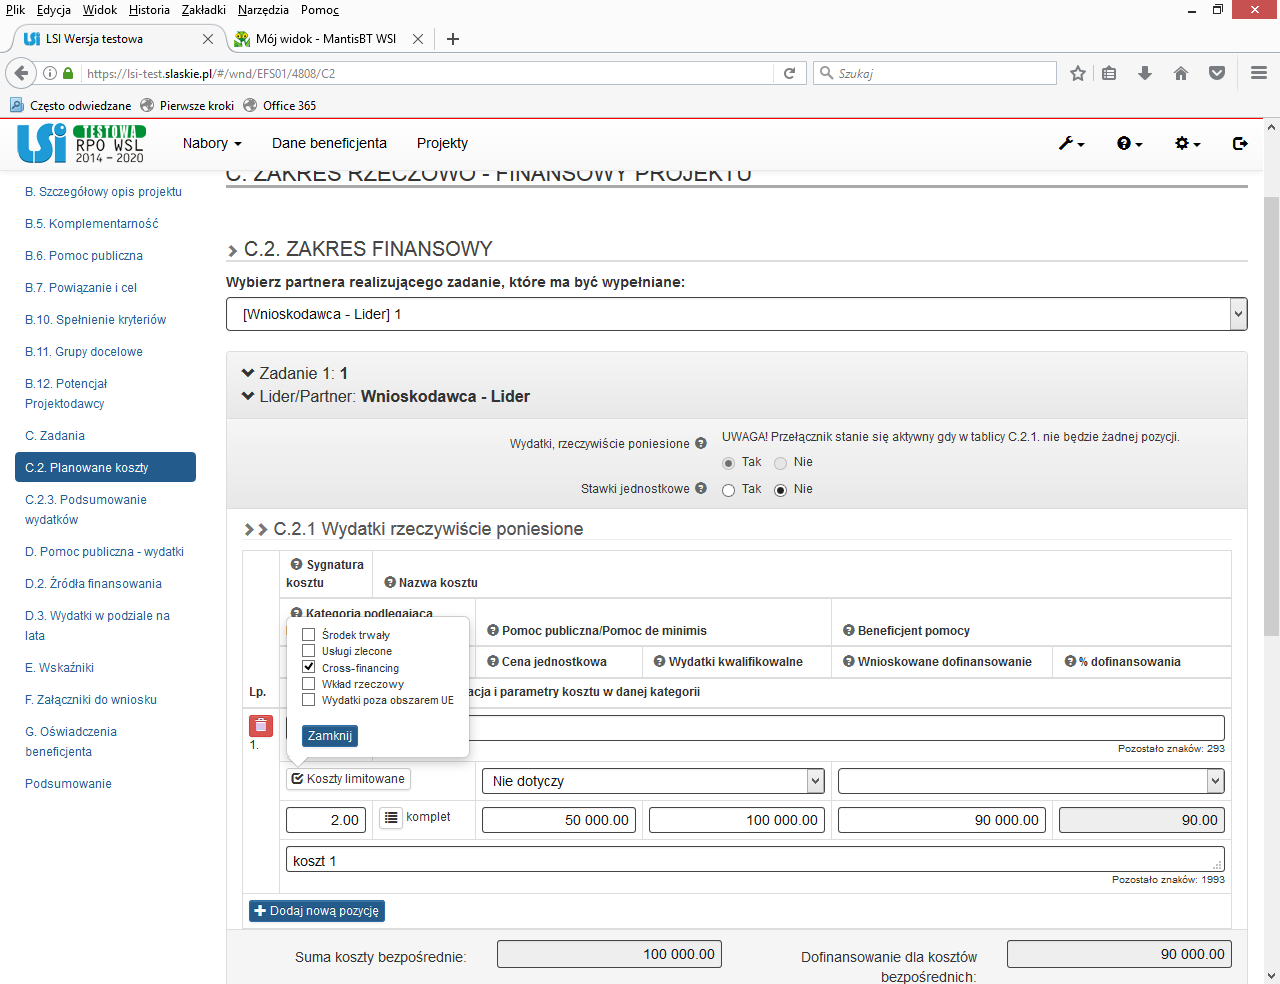 Plik Edycja Widok Historia Zakładki Narzędzia Pomoc
LSI Wersja testowa
Mój widok - MantisBT WSI
https://lsi-test.slaskie.pl/#/wnd/EFS01/4808/C2
Szukaj
Często odwiedzane Pierwsze kroki Office 365
LSI TESTOWA
RPO WSL
2014 – 2020
Nabory Dane beneficjenta Projekty
C. ZAKRES RZECZOWO - FINANSOWY PROJEKTU
B. Szczegółowy opis projektu
B.5. Komplementarność
B.6. Pomoc publiczna
B.7. Powiązanie i cel
B.10. Spełnienie kryteriów
B.11. Grupy docelowe
B.12. Potencjał
Projektodawcy
C. Zadania
C.2. Planowane koszty
C.2.3. Podsumowanie
wydatków
D. Pomoc publiczna - wydatki
D.2. Źródła finansowania
D.3. Wydatki w podziale na
lata
E. Wskaźniki
F. Załączniki do wniosku
G. Oświadczenia
beneficjenta
Podsumowanie
C.2. ZAKRES FINANSOWY
Wybierz partnera realizującego zadanie, które ma być wypełniane:
[Wnioskodawca - Lider] 1
Zadanie 1: 1
Lider/Partner: Wnioskodawca - Lider
Wydatki, rzeczywiście poniesione
UWAGA! Przełącznik stanie się aktywny gdy w tablicy C.2.1. nie będzie żadnej pozycji.
Tak Nie
Stawki jednostkowe Tak Nie
C.2.1 Wydatki rzeczywiście poniesione
Sygnatura
kosztu
Nazwa kosztu
Kategoria podlegająca
Pomoc publiczna/Pomoc de minimis
Beneficjent pomocy
Cena jednostkowa
Wydatki kwalifikowalne
Wnioskowane dofinansowanie
% dofinansowania
Lp.
acja i parametry kosztu w danej kategorii
Środek trwały
Usługi zlecone
Cross-financing
Wkład rzeczowy
Wydatki poza obszarem UE
Zamknij
1.
Pozostało znaków: 293
Koszty limitowane
Nie dotyczy
2.00
komplet
50 000.00
100 000.00
90 000.00
90.00
koszt 1
Pozostało znaków: 1993
Dodaj nową pozycję
Suma koszty bezpośrednie:
100 000.00
Dofinansowanie dla kosztów
bezpośrednich:
90 000.00